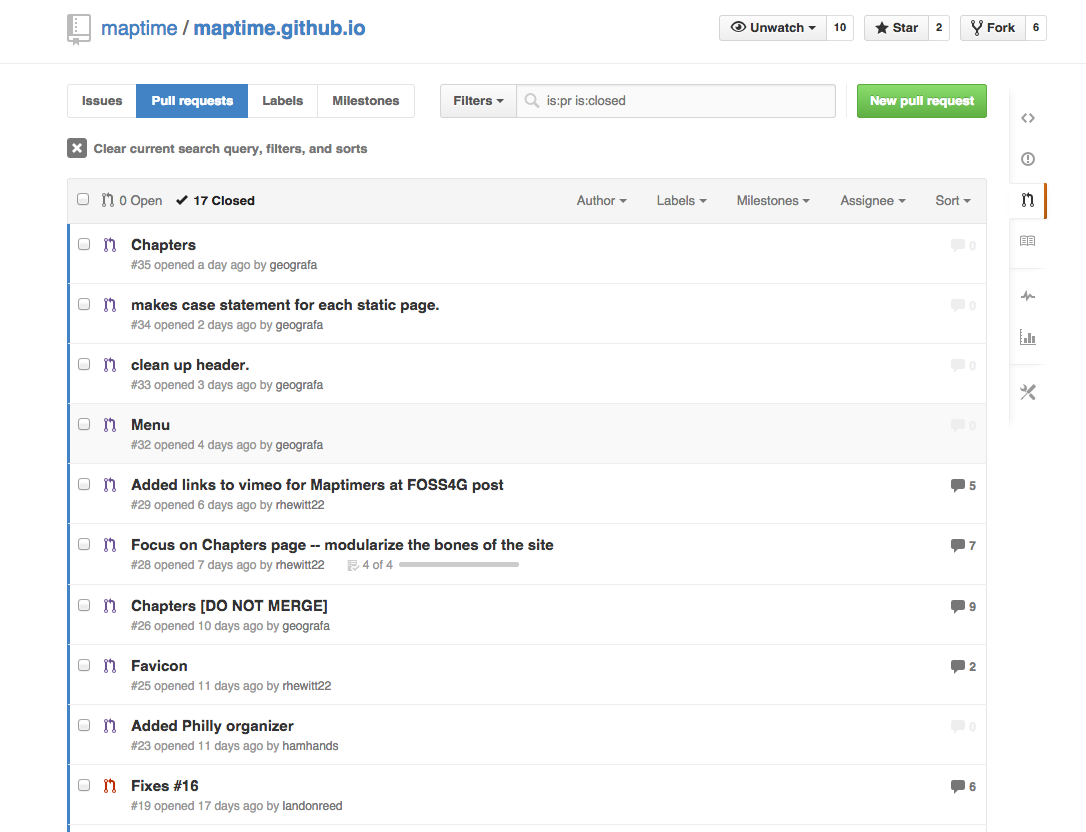 maptime / maptime.github.io
Unwatch 10 Star 2 Fork 6
Issues Pull requests Labels Milestones Filters is:pr is:closed New pull request
Clear current search query, filters, and sorts
0 Open 17 Closed Author Labels Milestones Assignee Sort
Chapters 0
#35 opened a day ago by geografa
makes case statement for each static page. 0
#34 opened 2 days ago by geografa
clean up header. 0
#33 opened 3 days ago by geografa
Menu 0
#32 opened 4 days ago by geografa
Added links to vimeo for Maptimers at FOSS4G post 5
#29 opened 6 days ago by rhewitt22
Focus on Chapters page -- modularize the bones of the site 7
#28 opened 7 days ago by rhewitt22 4 of 4
Chapters [DO NOT MERGE] 9
#26 opened 10 days ago by geografa
Favicon 2
#25 opened 11 days ago by rhewitt22
Added Philly organizer 0
#23 opened 11 days ago by hamhands
Fixes #16 6
#19 opened 17 days ago by landonreed